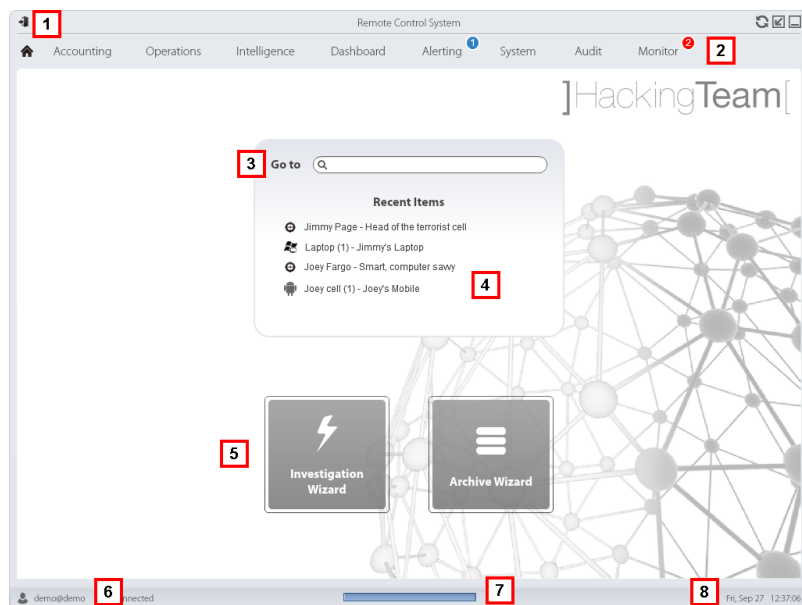 1
Remote Control System
Accounting Operations Intelligence Dashboard Alerting 1 System Audit Monitor 2 2
]HackingTeam[
3 Go to
Recent Items
Jimmy Page - Head of the terrorist cell
Laptop (1) - Jimmy's Laptop
Joey Fargo - Smart, computer savvy
Joey cell (1) - Joey's Mobile
4
5
Investigation
Wizard
Archive Wizard
demo@demo 6 nnected 7 8 Fri, Sep 27 12:37:06